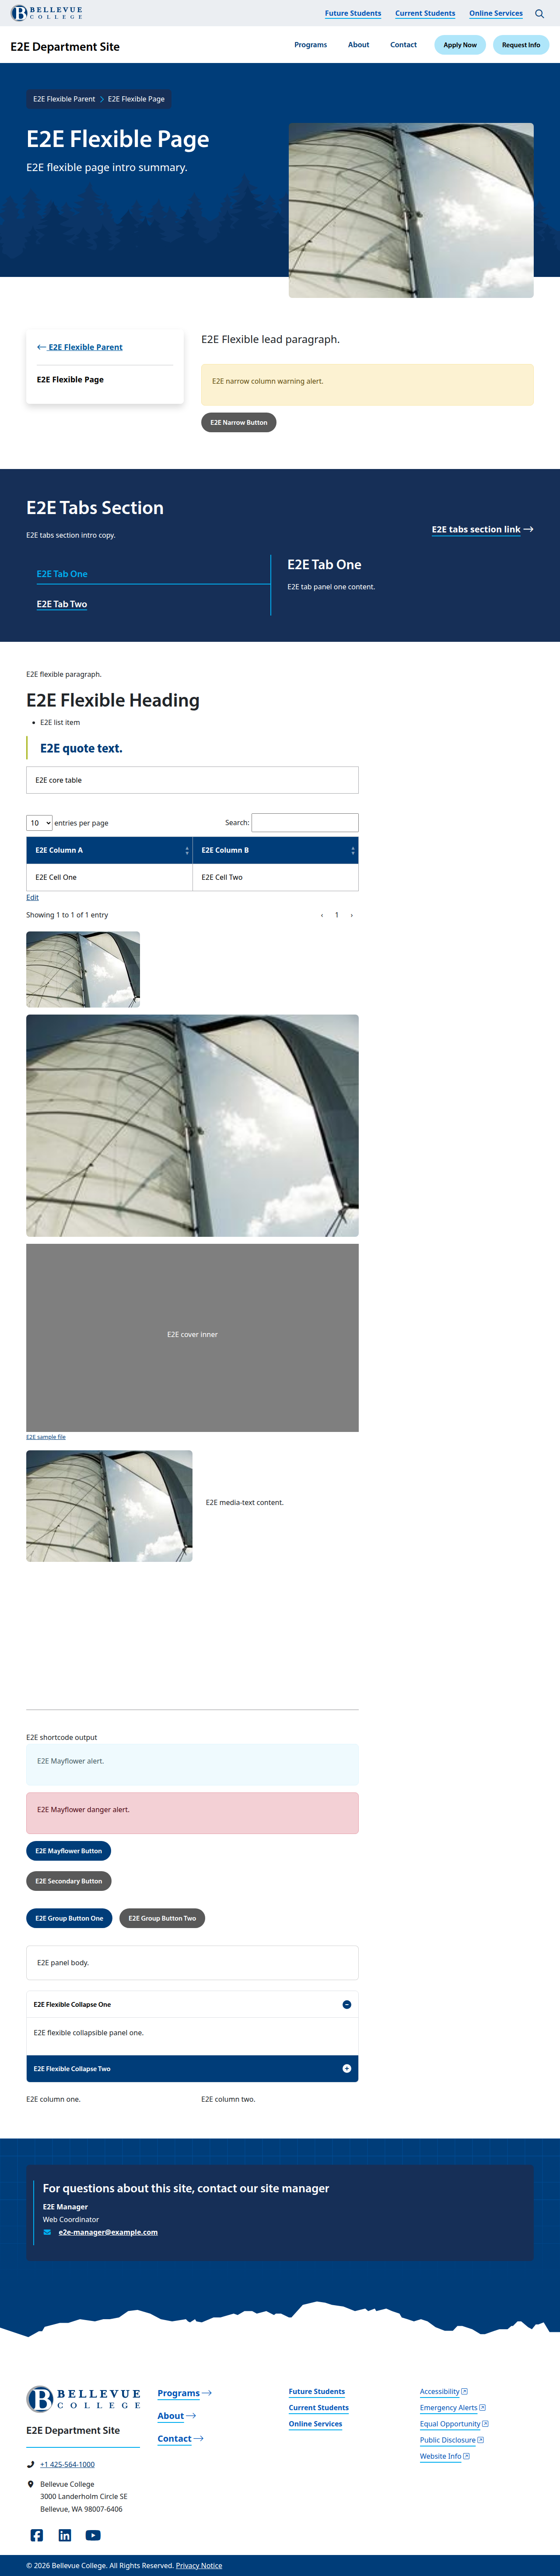 BELLEVUE
COLLEGE
Future Students
Current Students
Online Services
E2E Department Site
Programs
About
Contact
Apply Now
Request Info
E2E Flexible Parent
E2E Flexible Page
E2E Flexible Page
E2E flexible page intro summary.
E2E Flexible Parent
E2E Flexible Page
E2E Flexible lead paragraph.
E2E narrow column warning alert.
E2E Narrow Button
E2E Tabs Section
E2E tabs section intro copy.
E2E tabs section link
E2E Tab One
E2E Tab Two
E2E Tab One
E2E tab panel one content.
E2E flexible paragraph.
E2E Flexible Heading
• E2E list item
E2E quote text.
E2E core table
10 entries per page
Search:
E2E Column A
E2E Column B
E2E Cell One
E2E Cell Two
Edit
Showing 1 to 1 of 1 entry
‹ 1 ›
E2E cover inner
E2E sample file
E2E media-text content.
E2E shortcode output
E2E Mayflower alert.
E2E Mayflower danger alert.
E2E Mayflower Button
E2E Secondary Button
E2E Group Button One
E2E Group Button Two
E2E panel body.
E2E Flexible Collapse One
E2E flexible collapsible panel one.
E2E Flexible Collapse Two
E2E column one.
E2E column two.
For questions about this site, contact our site manager
E2E Manager
Web Coordinator
e2e-manager@example.com
BELLEVUE
COLLEGE
E2E Department Site
+1 425-564-1000
Bellevue College
3000 Landerholm Circle SE
Bellevue, WA 98007-6406
Programs
About
Contact
Future Students
Current Students
Online Services
Accessibility
Emergency Alerts
Equal Opportunity
Public Disclosure
Website Info
© 2026 Bellevue College. All Rights Reserved. Privacy Notice